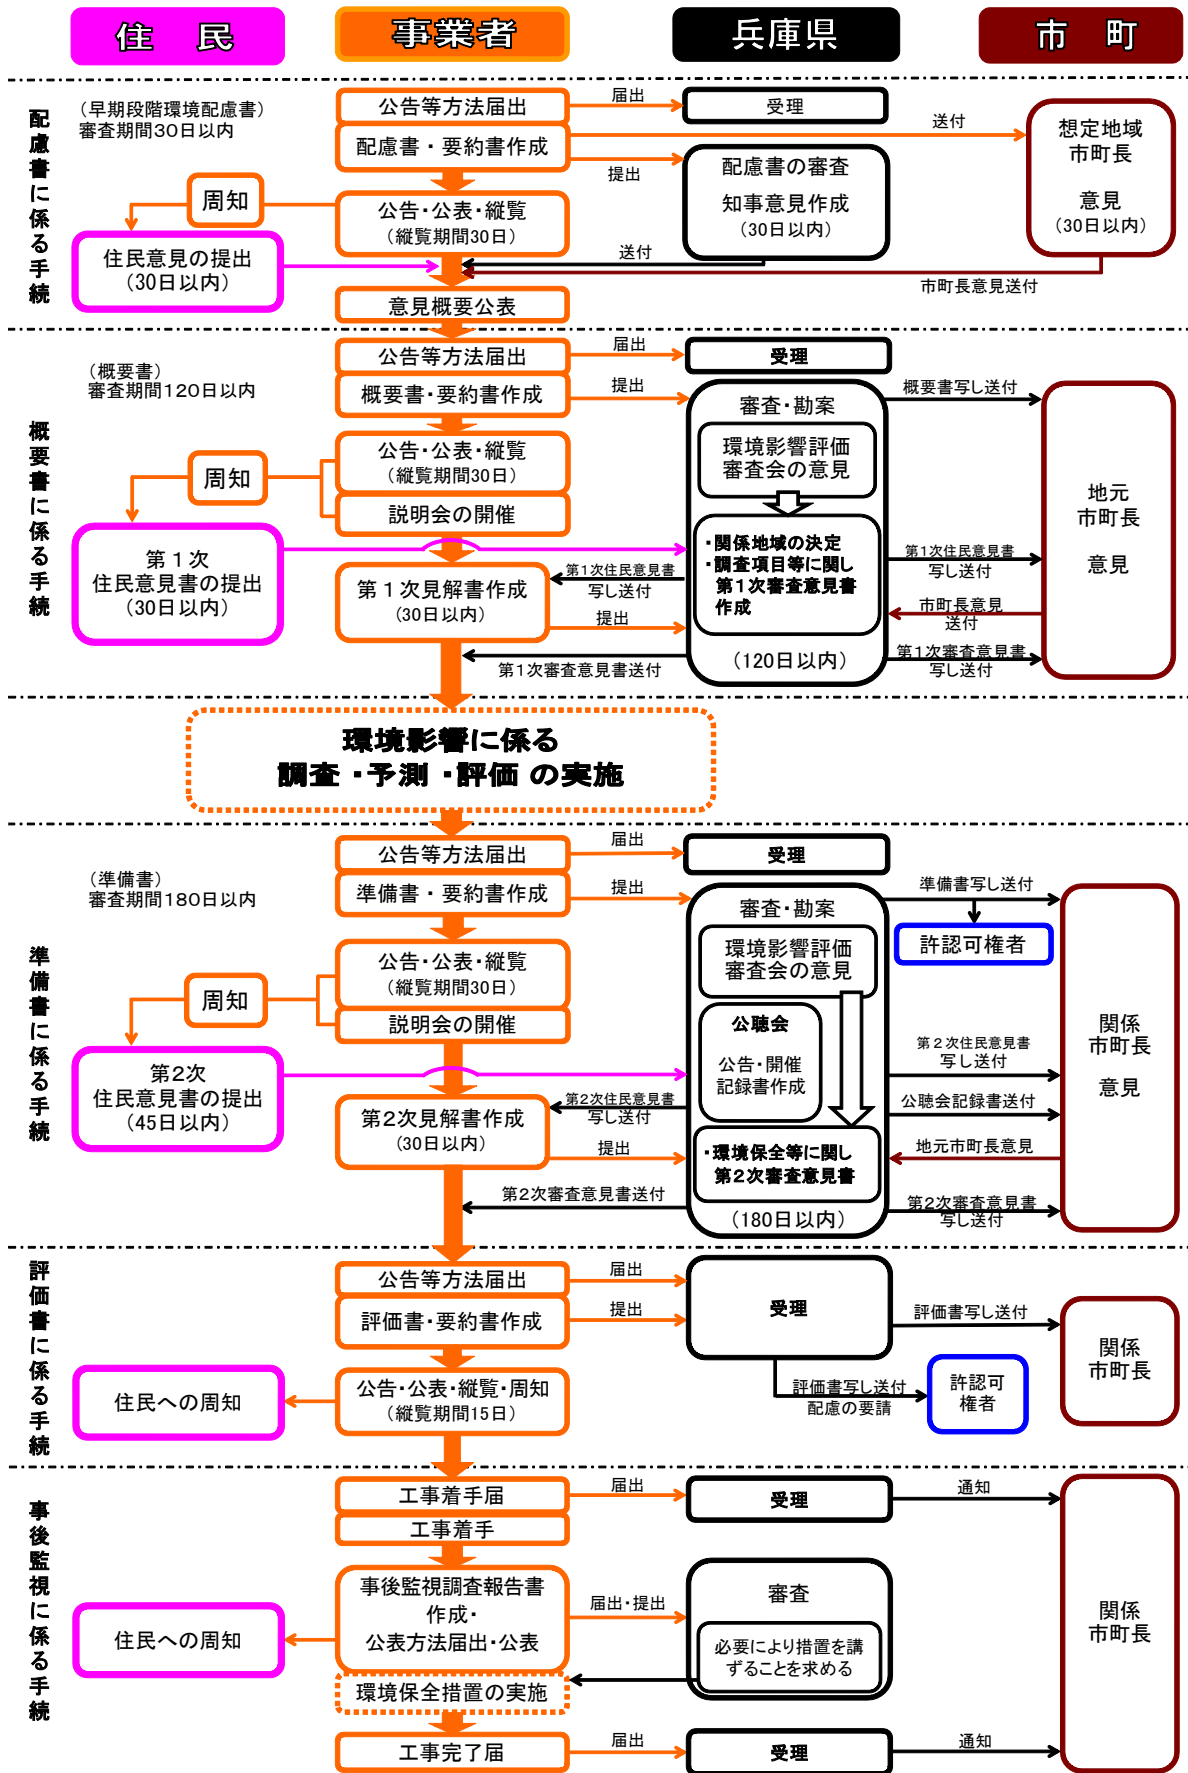 住　民
事業者
兵庫県
市　町
配慮書に係る手続
（早期段階環境配慮書）
審査期間30日以内
公告等方法届出
届出
受理
配慮書・要約書作成
送付
提出
配慮書の審査
知事意見作成
（30日以内）
想定地域
市町長
意見
（30日以内）
周知
公告・公表・縦覧
（縦覧期間30日）
住民意見の提出
（30日以内）
送付
市町長意見送付
意見概要公表
概要書に係る手続
（概要書）
審査期間120日以内
公告等方法届出
届出
受理
概要書・要約書作成
提出
審査・勘案
概要書写し送付
環境影響評価
審査会の意見
周知
公告・公表・縦覧
（縦覧期間30日）
説明会の開催
地元
市町長
意見
第１次
住民意見書の提出
（30日以内）
・関係地域の決定
・調査項目等に関し
第１次審査意見書
作成
第１次住民意見書
写し送付
第１次住民意見書
写し送付
第１次見解書作成
（30日以内）
提出
市町長意見
送付
（120日以内）
第１次審査意見書送付
第１次審査意見書
写し送付
環境影響に係る
調査・予測・評価の実施
準備書に係る手続
（準備書）
審査期間180日以内
公告等方法届出
届出
受理
準備書・要約書作成
提出
審査・勘案
準備書写し送付
許認可権者
環境影響評価
審査会の意見
周知
公告・公表・縦覧
（縦覧期間30日）
説明会の開催
公聴会
公告・開催
記録書作成
関係
市町長
意見
第２次住民意見書
写し送付
第2次
住民意見書の提出
（45日以内）
第2次住民意見書
写し送付
公聴会記録書送付
第2次見解書作成
（30日以内）
提出
・環境保全等に関し
第２次審査意見書
地元市町長意見
第２次審査意見書送付
（180日以内）
第2次審査意見書
写し送付
評価書に係る手続
公告等方法届出
届出
受理
評価書・要約書作成
提出
評価書写し送付
関係
市町長
住民への周知
公告・公表・縦覧・周知
（縦覧期間15日）
評価書写し送付
配慮の要請
許認可
権者
事後監視に係る手続
工事着手届
届出
受理
通知
工事着手
事後監視調査報告書
作成・
公表方法届出・公表
届出・提出
審査
必要により措置を講
ずることを求める
住民への周知
関係
市町長
環境保全措置の実施
工事完了届
届出
受理
通知